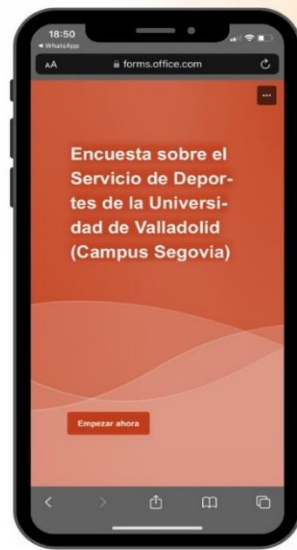 18:50
◀ WhatsApp
AA
forms.office.com
Encuesta sobre el
Servicio de Depor-
tes de la Universi-
dad de Valladolid
(Campus Segovia)
Empezar ahora